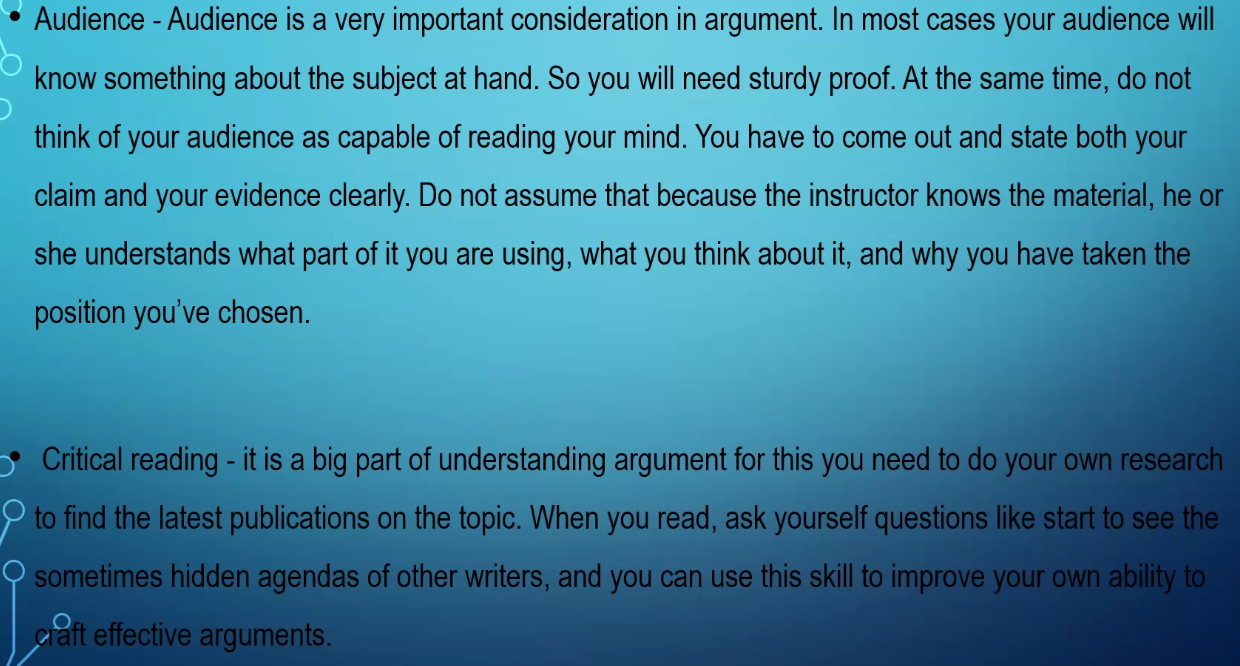 • Audience - Audience is a very important consideration in argument. In most cases your audience will
know something about the subject at hand. So you will need sturdy proof. At the same time, do not
think of your audience as capable of reading your mind. You have to come out and state both your
claim and your evidence clearly. Do not assume that because the instructor knows the material, he or
she understands what part of it you are using, what you think about it, and why you have taken the
position you’ve chosen.
• Critical reading - it is a big part of understanding argument for this you need to do your own research
to find the latest publications on the topic. When you read, ask yourself questions like start to see the
sometimes hidden agendas of other writers, and you can use this skill to improve your own ability to
craft effective arguments.